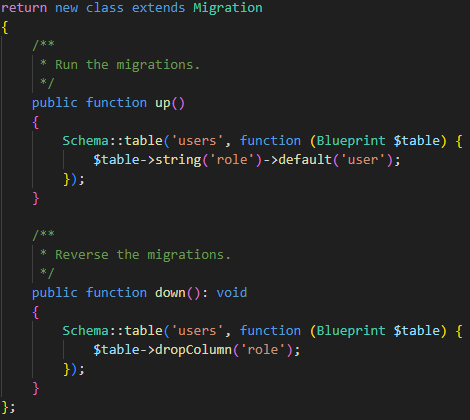 return new class extends Migration
{
    /**
     * Run the migrations.
     */
    public function up()
    {
        Schema::table('users', function (Blueprint $table) {
            $table->string('role')->default('user');
        });
    }

    /**
     * Reverse the migrations.
     */
    public function down(): void
    {
        Schema::table('users', function (Blueprint $table) {
            $table->dropColumn('role');
        });
    }
};